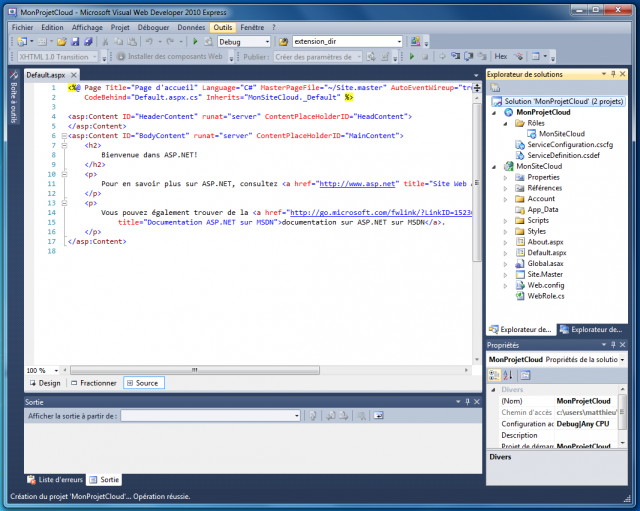 MonProjetCloud - Microsoft Visual Web Developer 2010 Express
Fichier Edition Affichage Projet Déboguer Données Outils Fenêtre ?
Debug extension_dir
XHTML 1.0 Transition Installer des composants Web Publier : Créer des paramètres de Hex
Boîte à outils
Default.aspx
1 <%@ Page Title="Page d'accueil" Language="C#" MasterPageFile="~/Site.master" AutoEventWireup="tr
2 CodeBehind="Default.aspx.cs" Inherits="MonSiteCloud._Default" %>
3
4 <asp:Content ID="HeaderContent" runat="server" ContentPlaceHolderID="HeadContent">
5 </asp:Content>
6 <asp:Content ID="BodyContent" runat="server" ContentPlaceHolderID="MainContent">
7 <h2>
8 Bienvenue dans ASP.NET!
9 </h2>
10 <p>
11 Pour en savoir plus sur ASP.NET, consultez <a href="http://www.asp.net" title="Site Web
12 </p>
13 <p>
14 Vous pouvez également trouver de la <a href="http://go.microsoft.com/fwlink/?LinkID=1523
15 title="Documentation ASP.NET sur MSDN">documentation sur ASP.NET sur MSDN</a>.
16 </p>
17 </asp:Content>
18
100 %
Design Fractionner Source
Sortie
Afficher la sortie à partir de :
Liste d'erreurs Sortie
Explorateur de solutions
Solution 'MonProjetCloud' (2 projets)
MonProjetCloud
Rôles
MonSiteCloud
ServiceConfiguration.cscfg
ServiceDefinition.csdef
MonSiteCloud
Properties
Références
Account
App_Data
Scripts
Styles
About.aspx
Default.aspx
Global.asax
Site.Master
Web.config
WebRole.cs
Explorateur de... Explorateur de...
Propriétés
MonProjetCloud Propriétés de la solutio
Divers
(Nom) MonProjetCloud
Chemin d'accès c:\users\matthieu\
Configuration ac Debug|Any CPU
Description
Projet de démar MonProjetCloud
Divers
Création du projet 'MonProjetCloud'... Opération réussie.